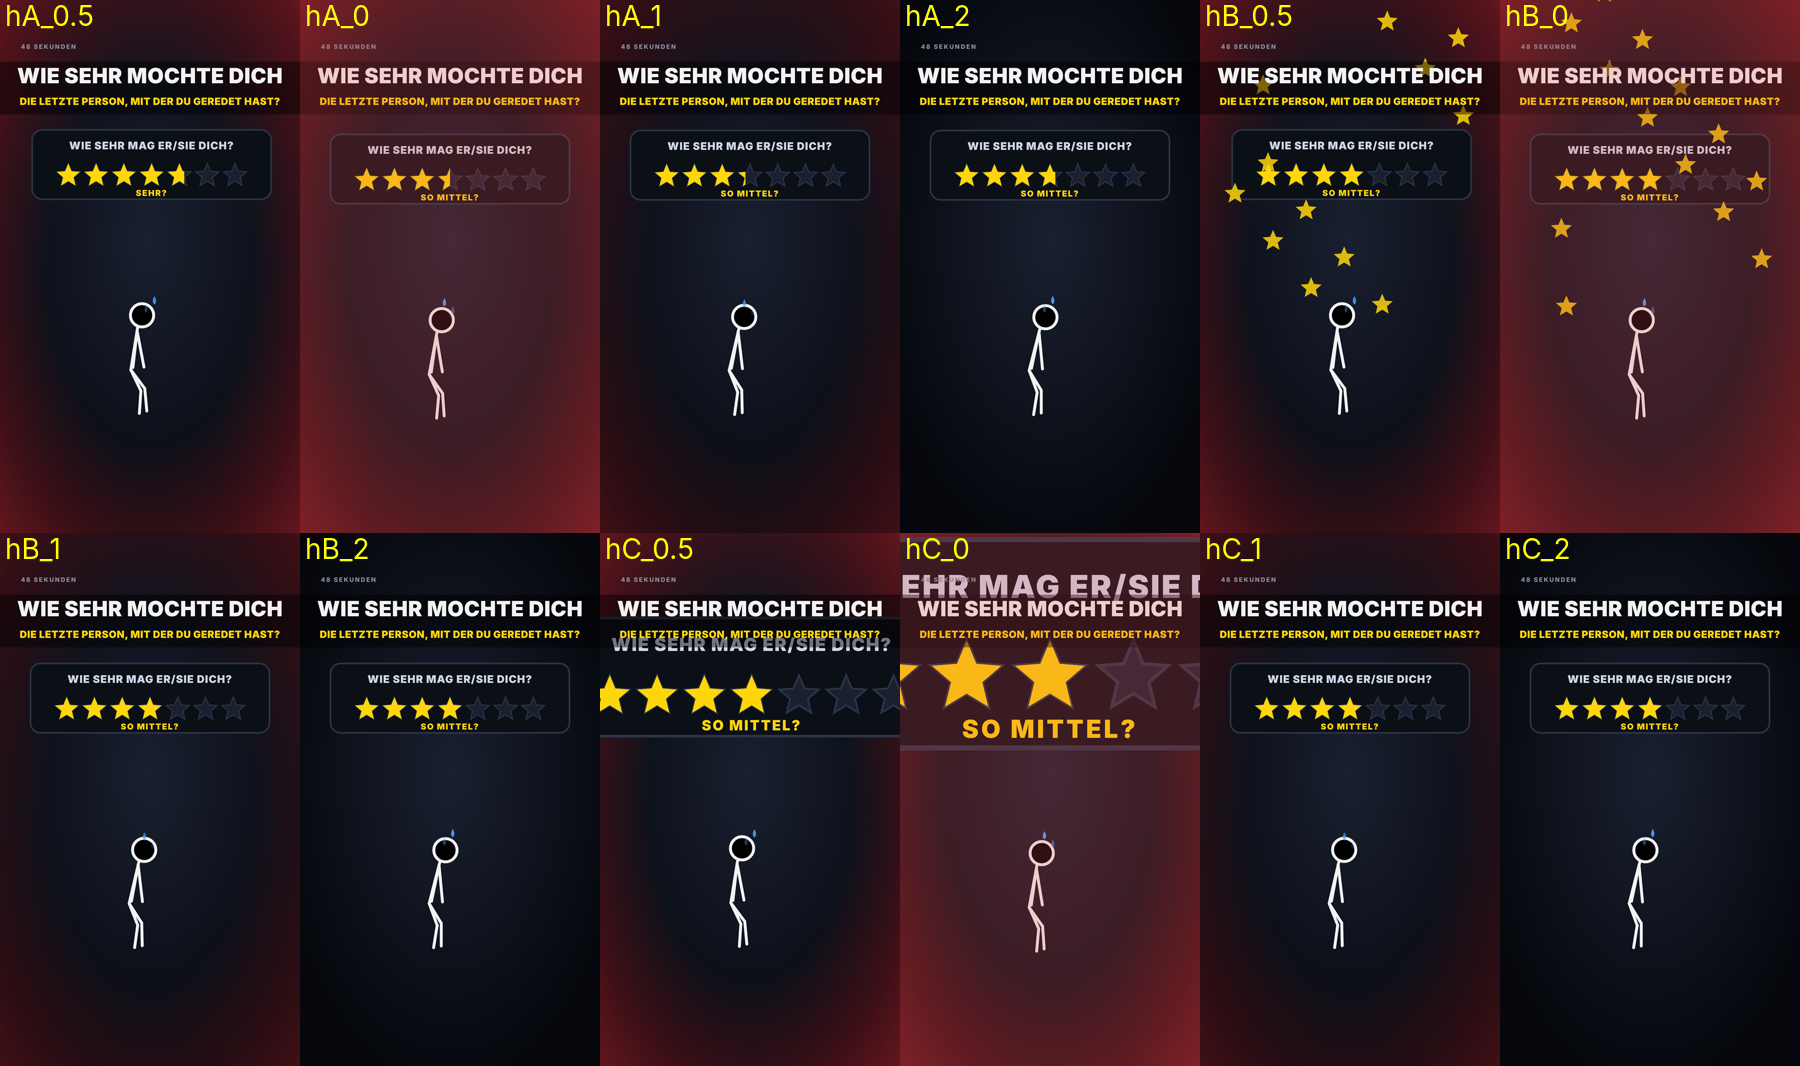 hA_0.5
48 SEKUNDEN
WIE SEHR MOCHTE DICH
DIE LETZTE PERSON, MIT DER DU GEREDET HAST?
WIE SEHR MAG ER/SIE DICH?
SEHR?
hA_0
48 SEKUNDEN
WIE SEHR MOCHTE DICH
DIE LETZTE PERSON, MIT DER DU GEREDET HAST?
WIE SEHR MAG ER/SIE DICH?
SO MITTEL?
hA_1
48 SEKUNDEN
WIE SEHR MOCHTE DICH
DIE LETZTE PERSON, MIT DER DU GEREDET HAST?
WIE SEHR MAG ER/SIE DICH?
SO MITTEL?
hA_2
48 SEKUNDEN
WIE SEHR MOCHTE DICH
DIE LETZTE PERSON, MIT DER DU GEREDET HAST?
WIE SEHR MAG ER/SIE DICH?
SO MITTEL?
hB_0.5
48 SEKUNDEN
WIE SEHR MOCHTE DICH
DIE LETZTE PERSON, MIT DER DU GEREDET HAST?
WIE SEHR MAG ER/SIE DICH?
SO MITTEL?
hB_0
48 SEKUNDEN
WIE SEHR MOCHTE DICH
DIE LETZTE PERSON, MIT DER DU GEREDET HAST?
WIE SEHR MAG ER/SIE DICH?
SO MITTEL?
hB_1
48 SEKUNDEN
WIE SEHR MOCHTE DICH
DIE LETZTE PERSON, MIT DER DU GEREDET HAST?
WIE SEHR MAG ER/SIE DICH?
SO MITTEL?
hB_2
48 SEKUNDEN
WIE SEHR MOCHTE DICH
DIE LETZTE PERSON, MIT DER DU GEREDET HAST?
WIE SEHR MAG ER/SIE DICH?
SO MITTEL?
hC_0.5
48 SEKUNDEN
WIE SEHR MOCHTE DICH
DIE LETZTE PERSON, MIT DER DU GEREDET HAST?
WIE SEHR MAG ER/SIE DICH?
SO MITTEL?
hC_0
48 SEKUNDEN
EHR MAG ER/SIE D
WIE SEHR MOCHTE DICH
DIE LETZTE PERSON, MIT DER DU GEREDET HAST?
SO MITTEL?
hC_1
48 SEKUNDEN
WIE SEHR MOCHTE DICH
DIE LETZTE PERSON, MIT DER DU GEREDET HAST?
WIE SEHR MAG ER/SIE DICH?
SO MITTEL?
hC_2
48 SEKUNDEN
WIE SEHR MOCHTE DICH
DIE LETZTE PERSON, MIT DER DU GEREDET HAST?
WIE SEHR MAG ER/SIE DICH?
SO MITTEL?